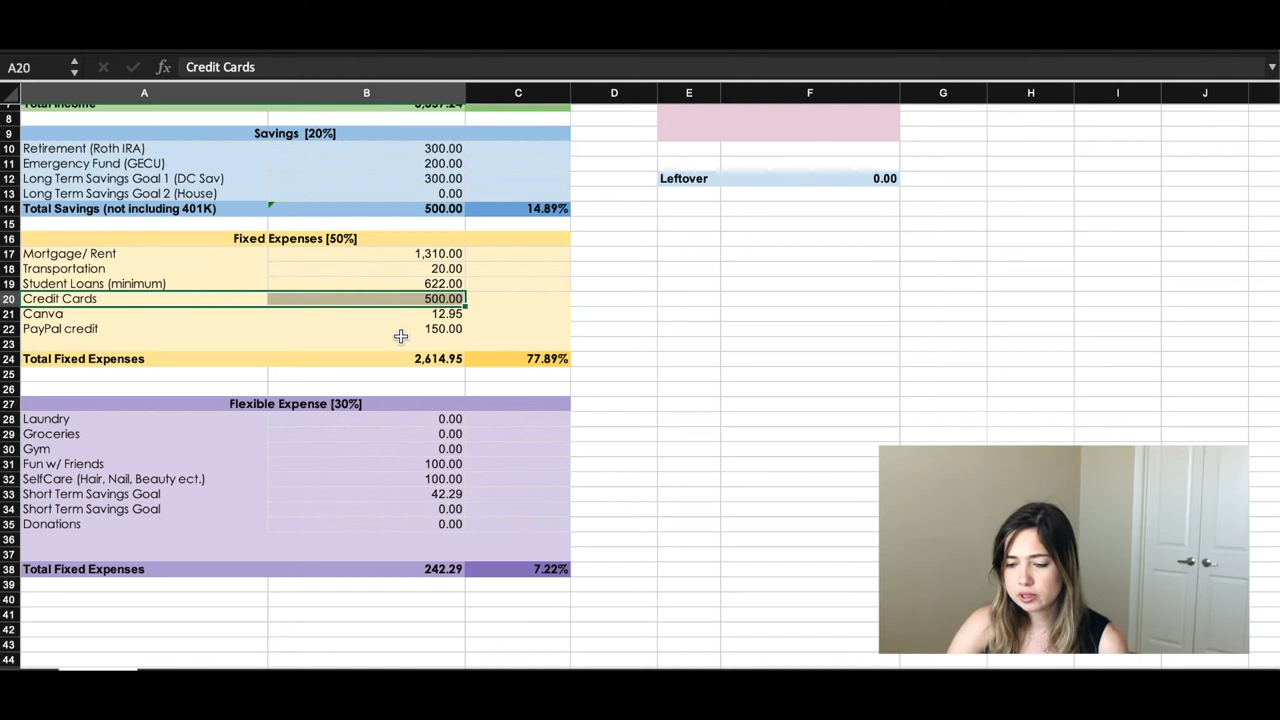 A20 fx Credit Cards
A B C D E F G H I J
7 Total Income 3,357.24
8
9 Savings [20%]
10 Retirement (Roth IRA) 300.00
11 Emergency Fund (GECU) 200.00
12 Long Term Savings Goal 1 (DC Sav) 300.00 Leftover 0.00
13 Long Term Savings Goal 2 (House) 0.00
14 Total Savings (not including 401K) 500.00 14.89%
15
16 Fixed Expenses [50%]
17 Mortgage/ Rent 1,310.00
18 Transportation 20.00
19 Student Loans (minimum) 622.00
20 Credit Cards 500.00
21 Canva 12.95
22 PayPal credit 150.00
23
24 Total Fixed Expenses 2,614.95 77.89%
25
26
27 Flexible Expense [30%]
28 Laundry 0.00
29 Groceries 0.00
30 Gym 0.00
31 Fun w/ Friends 100.00
32 SelfCare (Hair, Nail, Beauty ect.) 100.00
33 Short Term Savings Goal 42.29
34 Short Term Savings Goal 0.00
35 Donations 0.00
36
37
38 Total Fixed Expenses 242.29 7.22%
39
40
41
42
43
44